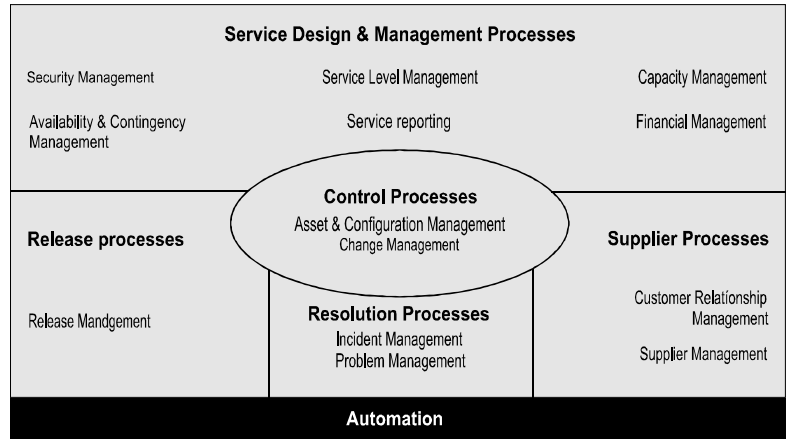 Service Design & Management Processes
Security Management
Service Level Management
Capacity Management
Availability & Contingency
Management
Service reporting
Financial Management
Control Processes
Asset & Configuration Management
Change Management
Release processes
Release Mandgement
Resolution Processes
Incident Management
Problem Management
Supplier Processes
Customer Relatíonship
Management
Supplier Management
Automation